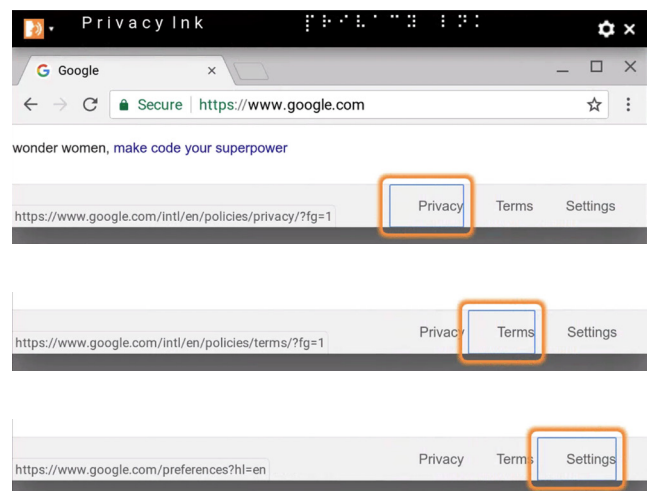 Privacy lnk ⠏⠗⠊⠧⠁⠉⠽ ⠇⠝⠅
Google
Secure https://www.google.com
wonder women, make code your superpower
https://www.google.com/intl/en/policies/privacy/?fg=1 Privacy Terms Settings
https://www.google.com/intl/en/policies/terms/?fg=1 Privacy Terms Settings
https://www.google.com/preferences?hl=en Privacy Terms Settings